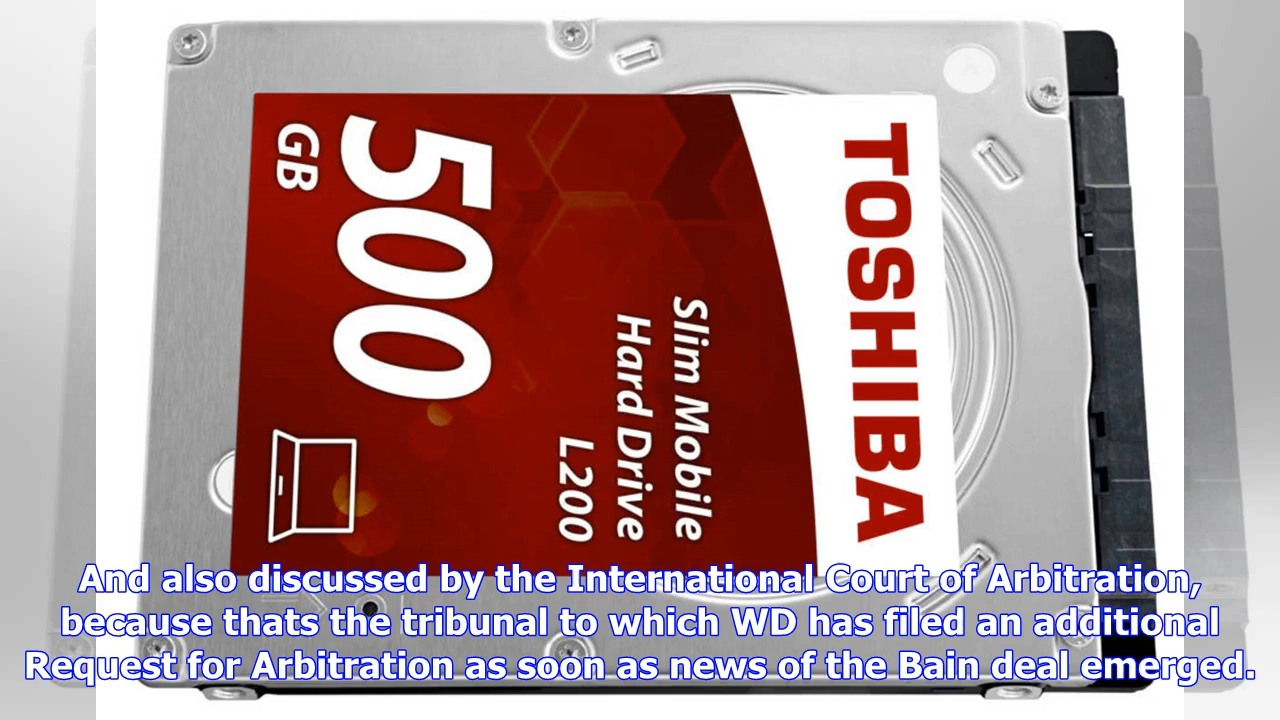 TOSHIBA
500
GB
Slim Mobile
Hard Drive
L200
And also discussed by the International Court of Arbitration,
because thats the tribunal to which WD has filed an additional
Request for Arbitration as soon as news of the Bain deal emerged.